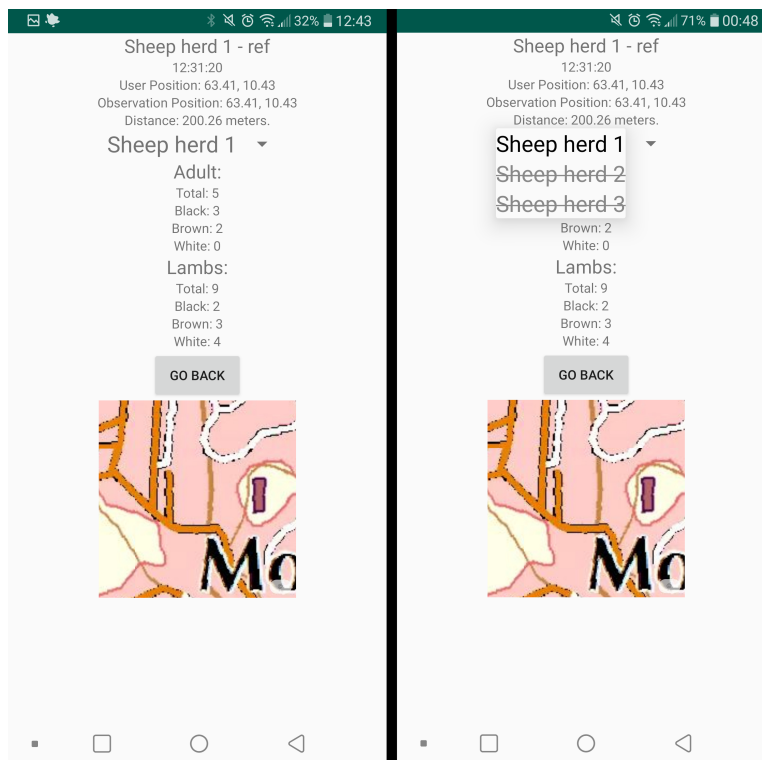 32% 12:43
Sheep herd 1 - ref
12:31:20
User Position: 63.41, 10.43
Observation Position: 63.41, 10.43
Distance: 200.26 meters.
Sheep herd 1
Adult:
Total: 5
Black: 3
Brown: 2
White: 0
Lambs:
Total: 9
Black: 2
Brown: 3
White: 4
GO BACK
Mo
71% 00:48
Sheep herd 1 - ref
12:31:20
User Position: 63.41, 10.43
Observation Position: 63.41, 10.43
Distance: 200.26 meters.
Sheep herd 1
Sheep herd 2
Sheep herd 3
Brown: 2
White: 0
Lambs:
Total: 9
Black: 2
Brown: 3
White: 4
GO BACK
Mo